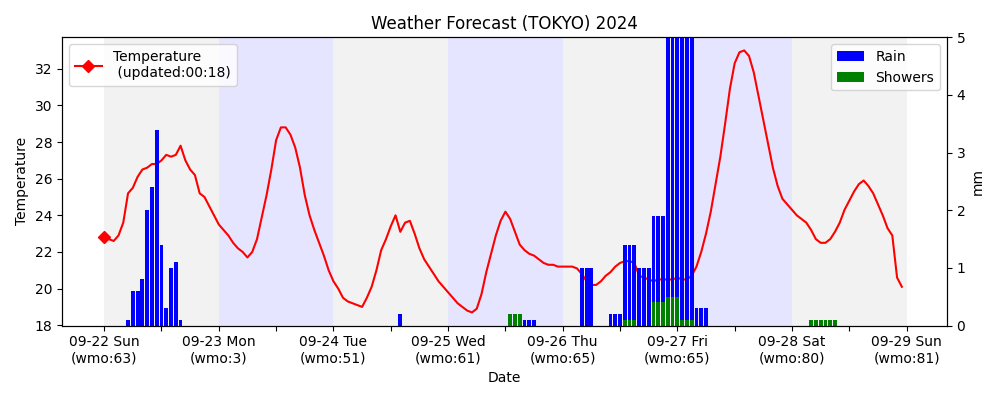 Weather Forecast (TOKYO) 2024
Temperature
(updated:00:18)
Rain
Showers
Temperature
32
30
28
26
24
22
20
18
5
4
3
2
1
0
mm
09-22 Sun
(wmo:63)
09-23 Mon
(wmo:3)
09-24 Tue
(wmo:51)
09-25 Wed
(wmo:61)
09-26 Thu
(wmo:65)
09-27 Fri
(wmo:65)
09-28 Sat
(wmo:80)
09-29 Sun
(wmo:81)
Date